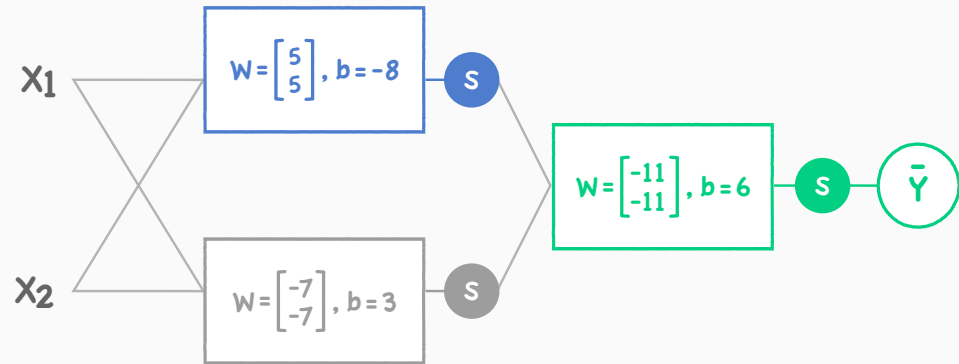 X1
W = [5 5], b = -8
S
W = [-11 -11], b = 6
S
Ȳ
X2
W = [-7 -7], b = 3
S